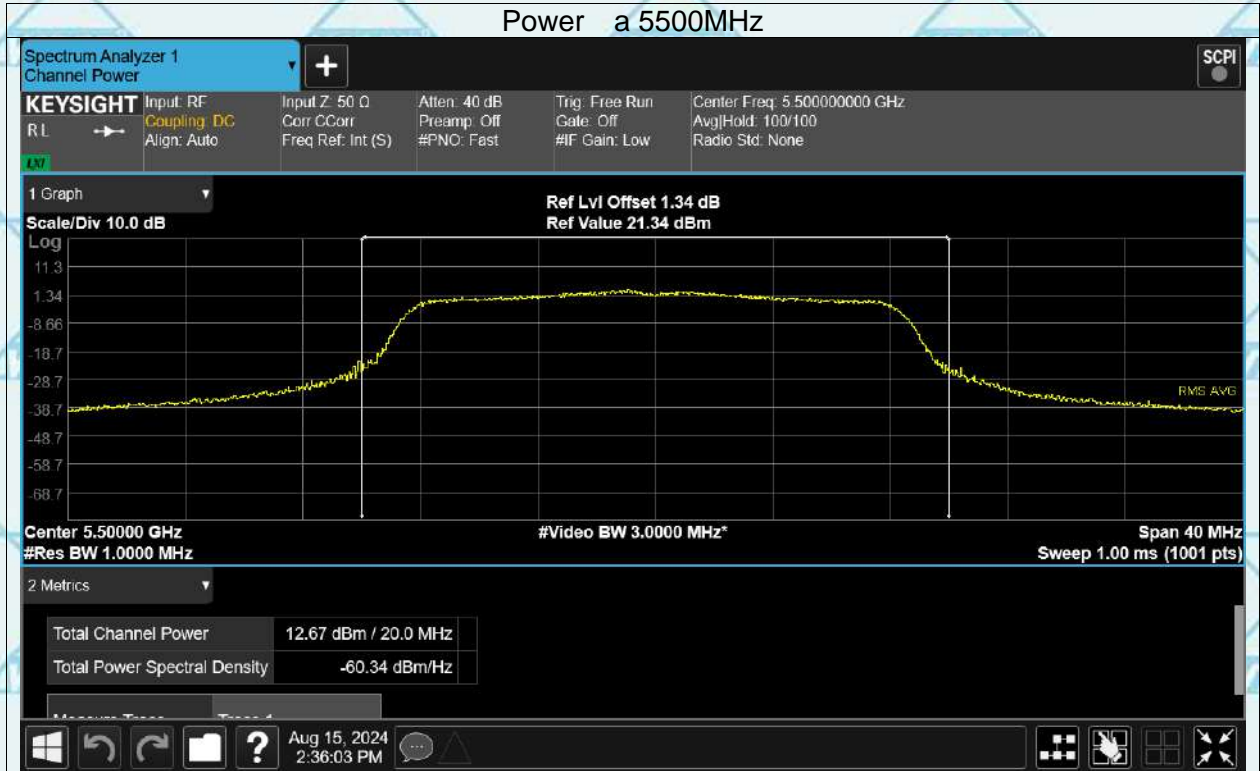 Power a 5500MHz
Spectrum Analyzer 1
Channel Power
SCPI
KEYSIGHT
RL
LXI
Input: RF
Coupling: DC
Align: Auto
Input Z: 50 Ω
Corr CCorr
Freq Ref: Int (S)
Atten: 40 dB
Preamp: Off
#PNO: Fast
Trig: Free Run
Gate: Off
#IF Gain: Low
Center Freq: 5.500000000 GHz
Avg|Hold: 100/100
Radio Std: None
1 Graph
Scale/Div 10.0 dB
Ref Lvl Offset 1.34 dB
Ref Value 21.34 dBm
Log
11.3
1.34
-8.66
-18.7
-28.7
-38.7
-48.7
-58.7
-68.7
RMS AVG
Center 5.50000 GHz
#Video BW 3.0000 MHz*
Span 40 MHz
#Res BW 1.0000 MHz
Sweep 1.00 ms (1001 pts)
2 Metrics
Total Channel Power 12.67 dBm / 20.0 MHz
Total Power Spectral Density -60.34 dBm/Hz
?
Aug 15, 2024
2:36:03 PM